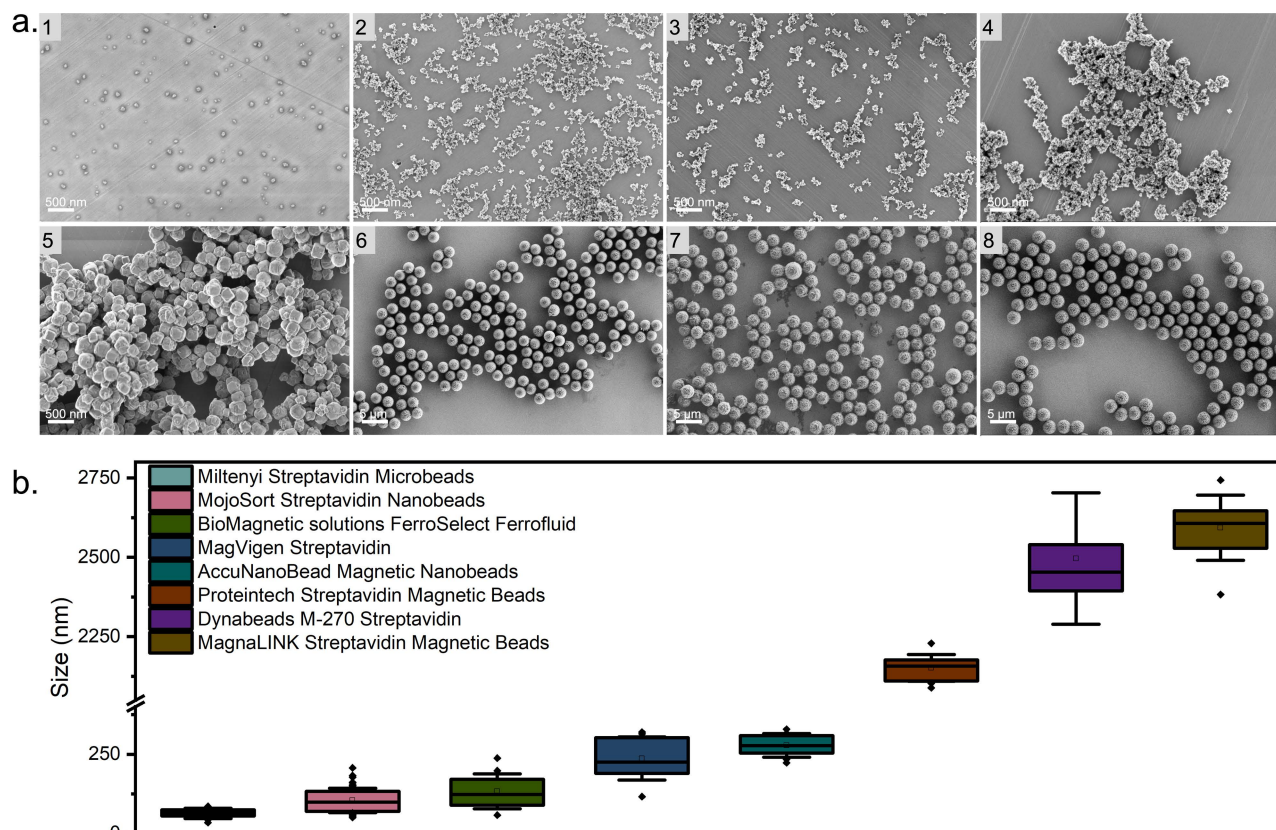 a.
1
2
3
4
500 nm
500 nm
500 nm
500 nm
5
6
7
8
500 nm
5 µm
5 µm
5 µm
b.
2750
2500
2250
250
0
Size (nm)
Miltenyi Streptavidin Microbeads
MojoSort Streptavidin Nanobeads
BioMagnetic solutions FerroSelect Ferrofluid
MagVigen Streptavidin
AccuNanoBead Magnetic Nanobeads
Proteintech Streptavidin Magnetic Beads
Dynabeads M-270 Streptavidin
MagnaLINK Streptavidin Magnetic Beads